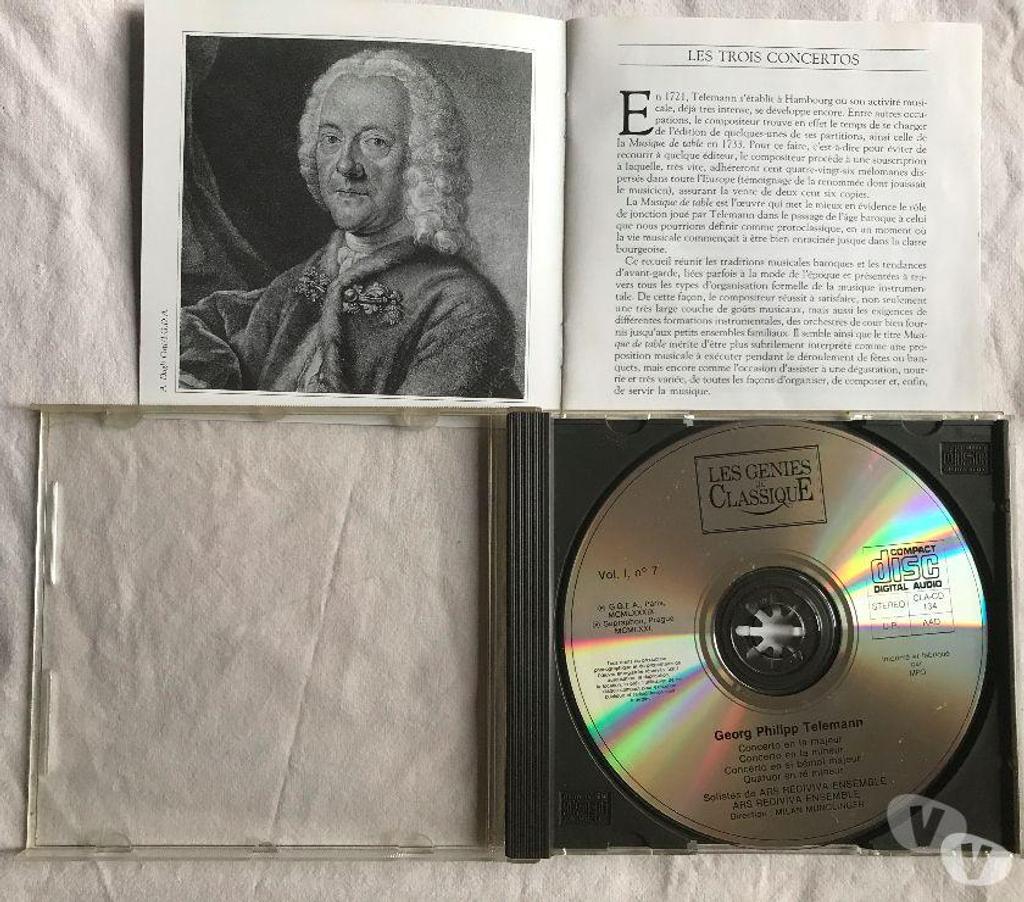 A. Dagli Orti/G.D.A.
LES TROIS CONCERTOS
En 1721, Telemann s'établit à Hambourg où son activité musi-
cale, déjà très intense, se développe encore. Entre autres occu-
pations, le compositeur trouve en effet le temps de se charger
de l'édition de quelques-unes de ses partitions, ainsi celle de
la Musique de table en 1733. Pour ce faire, c'est-à-dire pour éviter de
recourir à quelque éditeur, le compositeur procède à une souscription
à laquelle, très vite, adhéreront cent quatre-vingt-six mélomanes dis-
persés dans toute l'Europe (témoignage de la renommée dont jouissait
le musicien), assurant la vente de deux cent six copies.
La Musique de table est l'œuvre qui met le mieux en évidence le rôle
de jonction joué par Telemann dans le passage de l'âge baroque à celui
que nous pourrions définir comme protoclassique, en un moment où
la vie musicale commençait à être bien enracinée jusque dans la classe
bourgeoise.
Ce recueil réunit les traditions musicales baroques et les tendances
d'avant-garde, liées parfois à la mode de l'époque et présentées à tra-
vers tous les types d'organisation formelle de la musique instrumen-
tale. De cette façon, le compositeur réussit à satisfaire, non seulement
une très large couche de goûts musicaux, mais aussi les exigences de
différentes formations instrumentales, des orchestres de cour bien four-
nis jusqu'aux petits ensembles familiaux. Il semble ainsi que le titre Musi-
que de table mérite d'être plus subtilement interprété comme une pro-
position musicale à exécuter pendant le déroulement de fêtes ou ban-
quets, mais encore comme l'occasion d'assister à une dégustation, nour-
rie et très variée, de toutes les façons d'organiser, de composer et, enfin,
de servir la musique.
LES GENIES
DU
CLASSIQUE
Vol. I, n° 7
℗ G.D.E.A., Paris,
MCMLXXXIX
℗ Supraphon, Prague
MCMLXXI
COMPACT
disc
DIGITAL AUDIO
STEREO
CLA-CD
134
AAD
Imprimé et fabriqué
par
MPO
Georg Philipp Telemann
Concerto en la majeur
Concerto en la mineur
Concerto en si bémol majeur
Quatuor en ré mineur
Solistes de ARS REDIVIVA ENSEMBLE
ARS REDIVIVA ENSEMBLE
Direction : MILAN MUNCLINGER
VV